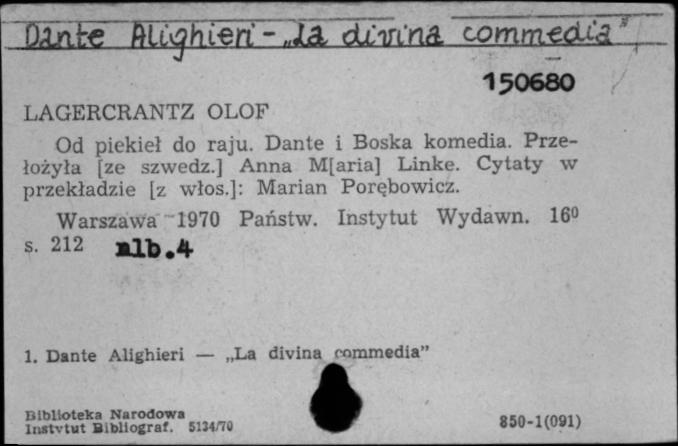 Dante Alighieri - „La divina commedia"
150680
LAGERCRANTZ OLOF
Od piekieł do raju. Dante i Boska komedia. Prze-
łożyła [ze szwedz.] Anna M[aria] Linke. Cytaty w
przekładzie [z włos.]: Marian Porębowicz.
Warszawa 1970 Państw. Instytut Wydawn. 16⁰
s. 212 nlb.4
1. Dante Alighieri — „La divina commedia”
Biblioteka Narodowa
Instytut Bibliograf. 5134/70
850-1(091)